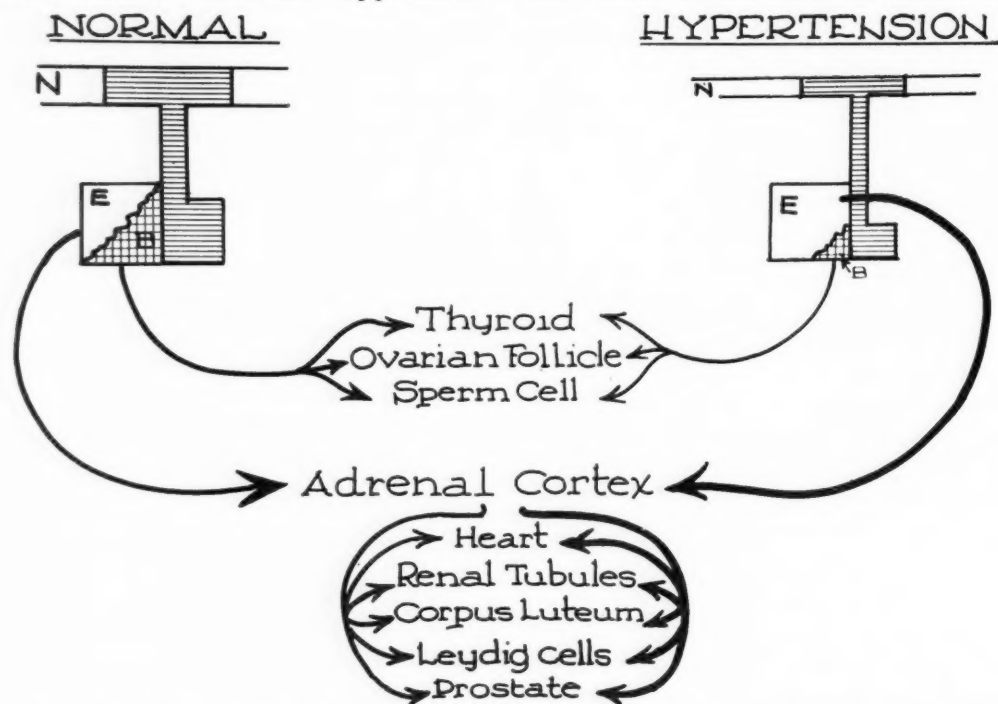 NORMAL HYPERTENSION
N N
E E
B B
Thyroid
Ovarian Follicle
Sperm Cell
Adrenal Cortex
Heart
Renal Tubules
Corpus Luteum
Leydig Cells
Prostate